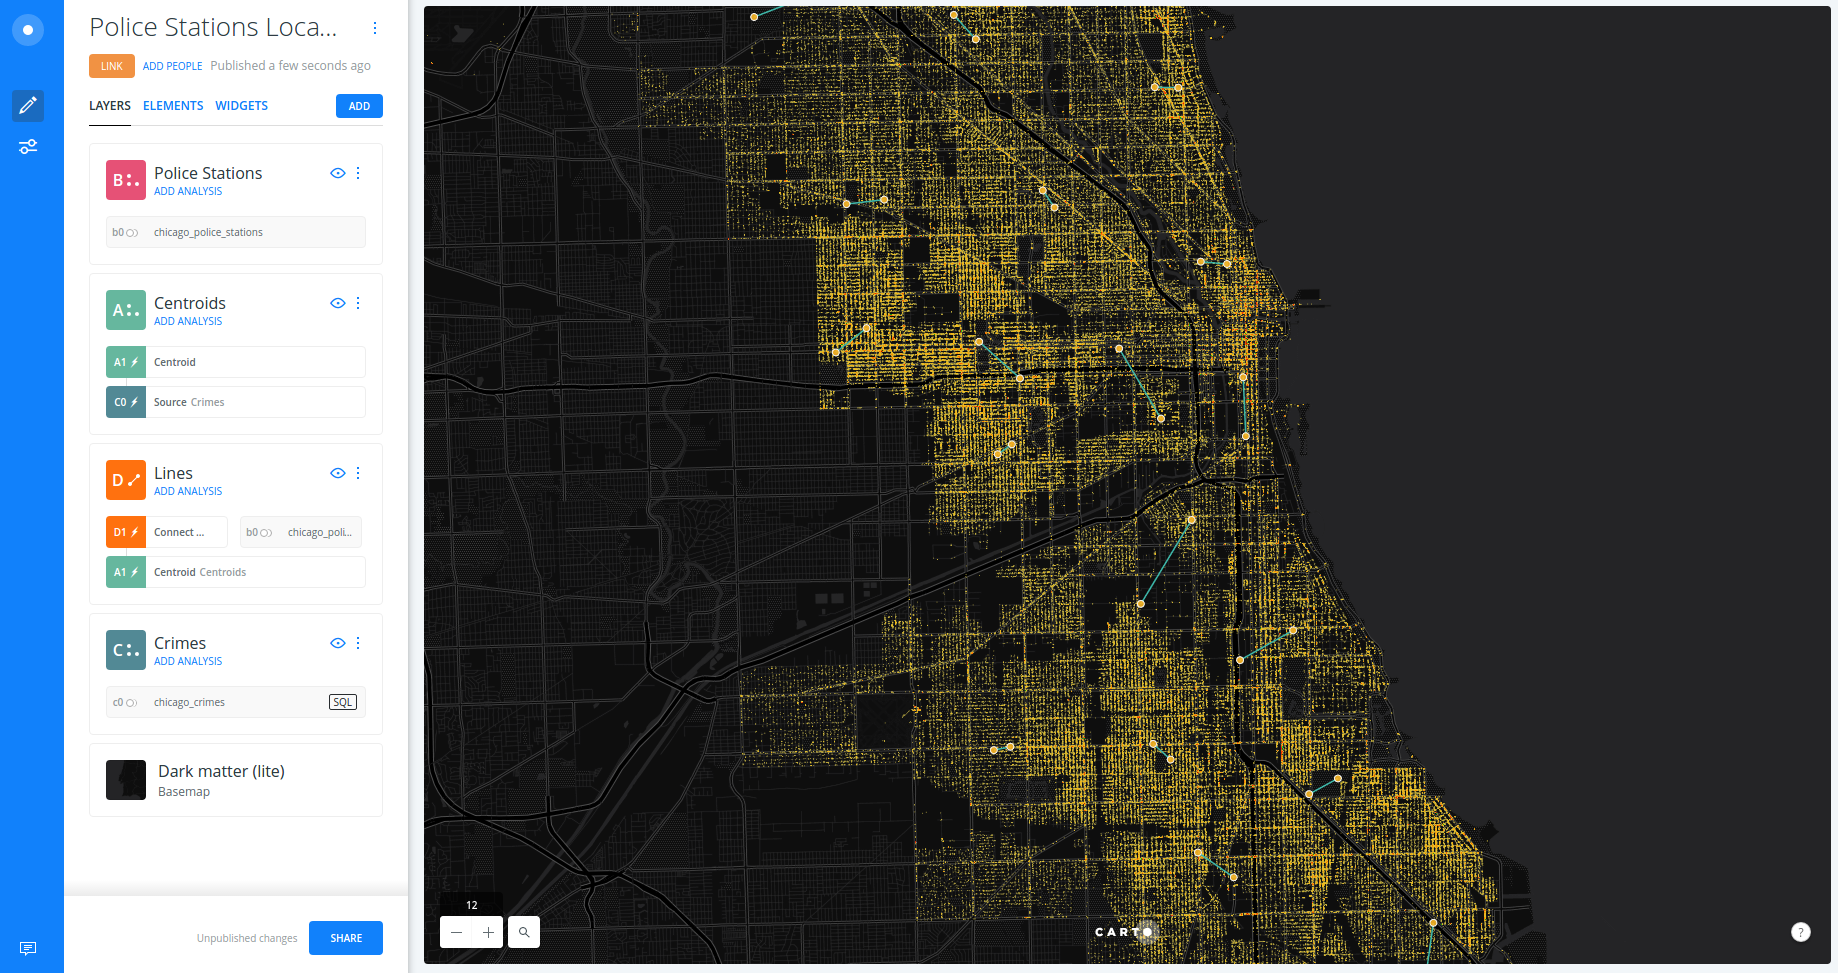 Police Stations Loca...
LINK ADD PEOPLE Published a few seconds ago
LAYERS ELEMENTS WIDGETS ADD
B Police Stations
ADD ANALYSIS
b0 chicago_police_stations
A Centroids
ADD ANALYSIS
A1 Centroid
C0 Source Crimes
D Lines
ADD ANALYSIS
D1 Connect ... b0 chicago_poli...
A1 Centroid Centroids
C Crimes
ADD ANALYSIS
c0 chicago_crimes SQL
Dark matter (lite)
Basemap
Unpublished changes SHARE
12
CARTO
?